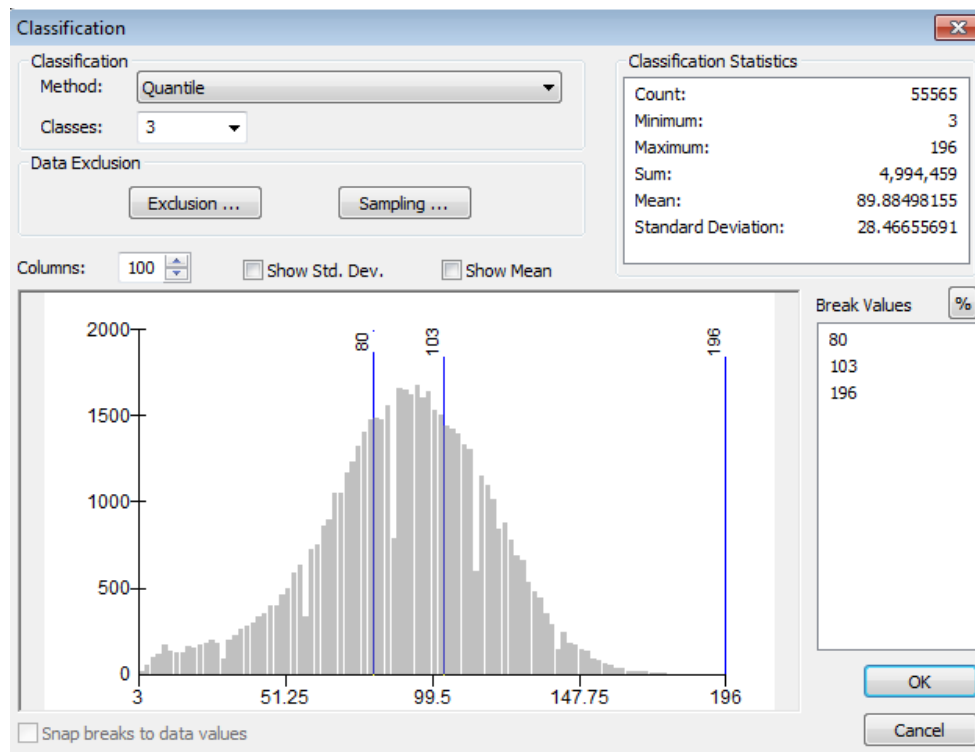 Classification
Classification
Method: Quantile
Classes: 3
Data Exclusion
Exclusion ...
Sampling ...
Classification Statistics
Count: 55565
Minimum: 3
Maximum: 196
Sum: 4,994,459
Mean: 89.88498155
Standard Deviation: 28.46655691
Columns: 100
Show Std. Dev.
Show Mean
Break Values %
80
103
196
2000
1500
1000
500
0
80
103
196
3 51.25 99.5 147.75 196
OK
Cancel
Snap breaks to data values